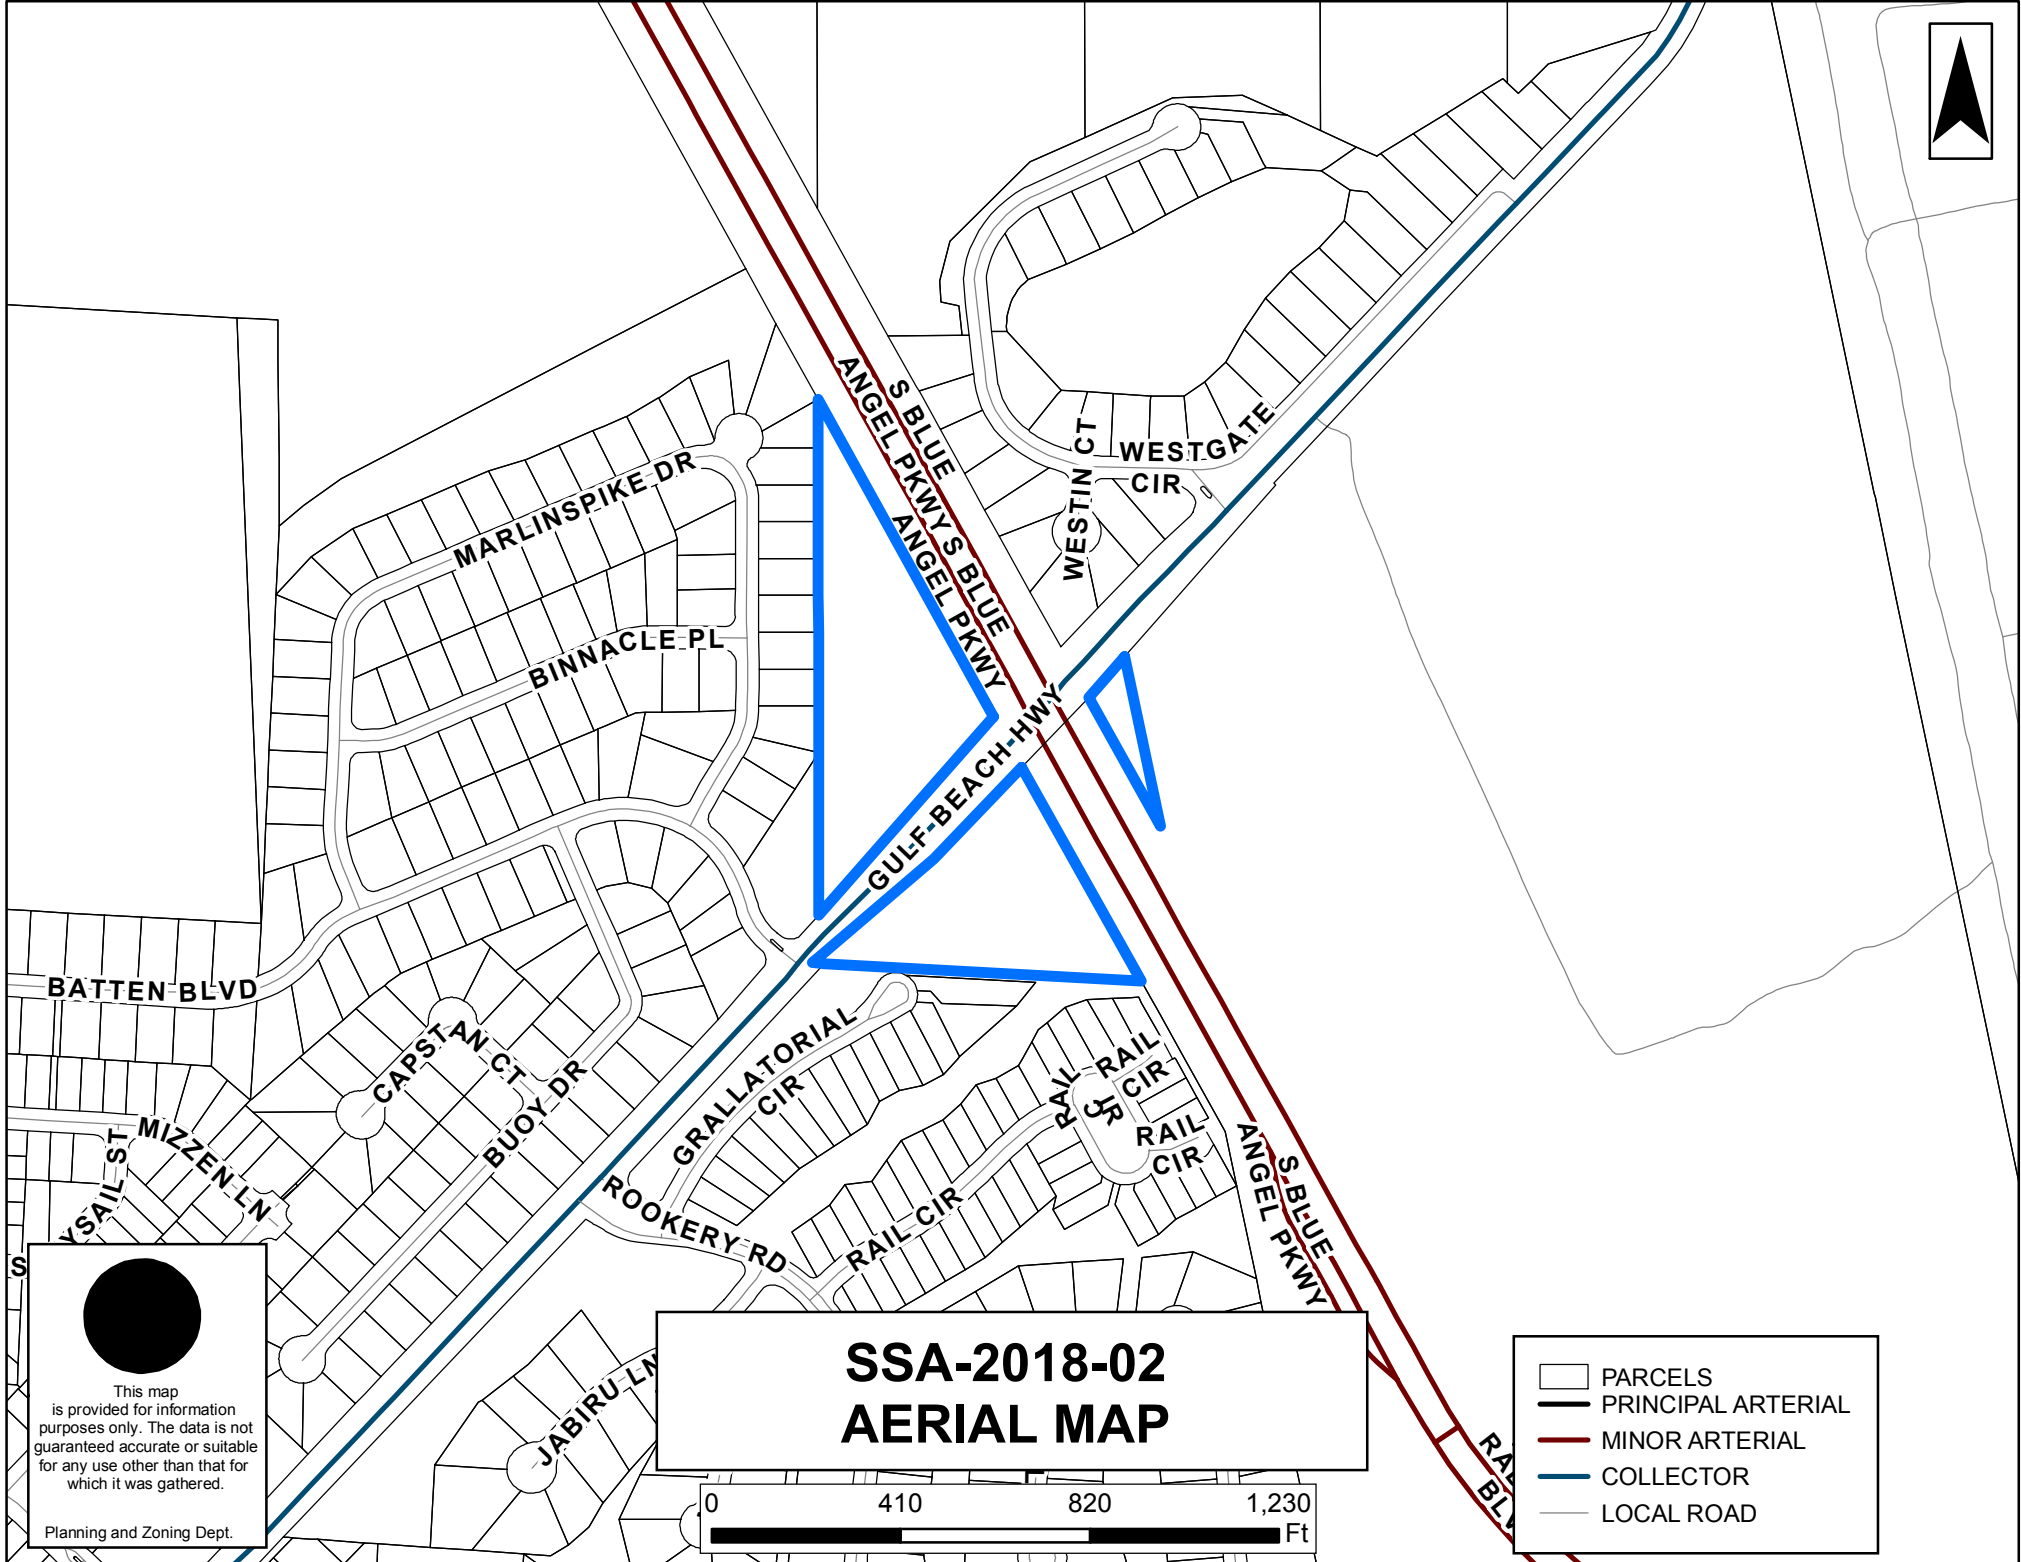 S BLUE
ANGEL PKWY
S BLUE
ANGEL PKWY
WESTGATE
CIR
WESTIN CT
MARLINSPIKE DR
BINNACLE PL
GULF BEACH HWY
BATTEN BLVD
CAPSTAN CT
BUOY DR
MIZZEN LN
GRALLATORIAL
CIR
RAIL
CIR
RAIL
CIR
RAIL
CIR
ROOKERY RD
RAIL CIR
S BLUE
ANGEL PKWY
JABIRU LN
This map
is provided for information
purposes only. The data is not
guaranteed accurate or suitable
for any use other than that for
which it was gathered.
Planning and Zoning Dept.
SSA-2018-02
AERIAL MAP
0 410 820 1,230
Ft
PARCELS
PRINCIPAL ARTERIAL
MINOR ARTERIAL
COLLECTOR
LOCAL ROAD